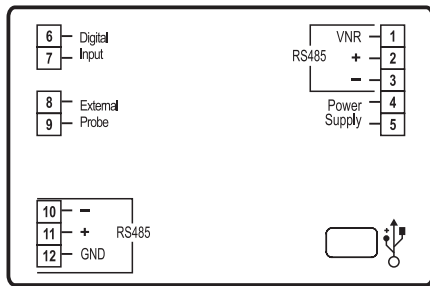 6 Digital
7 Input
8 External
9 Probe
10 −
11 + RS485
12 GND
VNR 1
RS485 + 2
− 3
Power 4
Supply 5